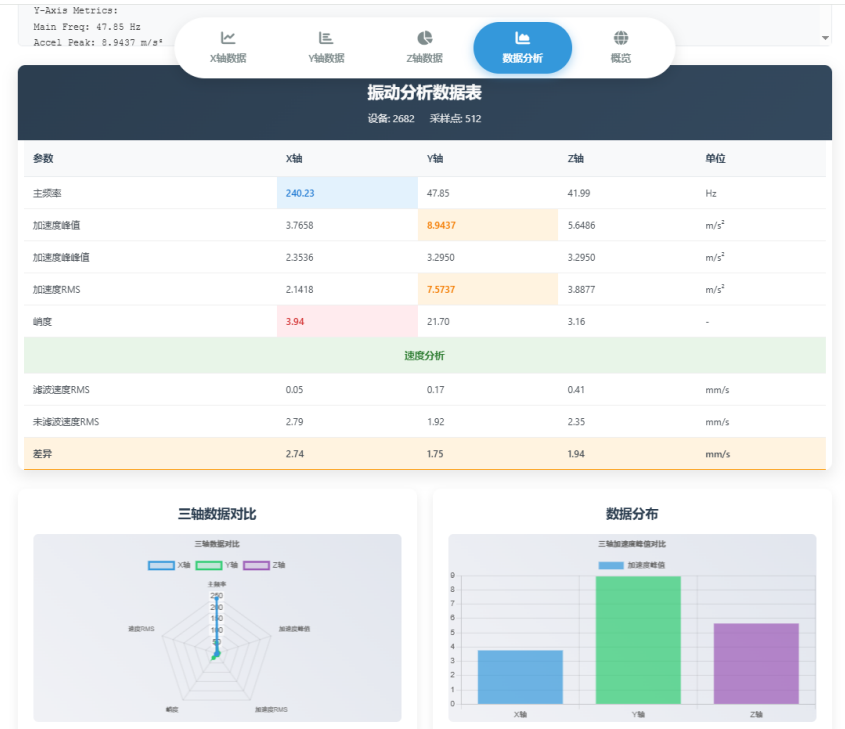 Y-Axis Metrics:
Main Freq: 47.85 Hz
Accel Peak: 8.9437 m/s²
X轴数据
Y轴数据
Z轴数据
数据分析
概览
振动分析数据表
设备: 2682 采样点: 512
参数 X轴 Y轴 Z轴 单位
主频率 240.23 47.85 41.99 Hz
加速度峰值 3.7658 8.9437 5.6486 m/s²
加速度峰峰值 2.3536 3.2950 3.2950 m/s²
加速度RMS 2.1418 7.5737 3.8877 m/s²
峭度 3.94 21.70 3.16 -
速度分析
滤波速度RMS 0.05 0.17 0.41 mm/s
未滤波速度RMS 2.79 1.92 2.35 mm/s
差异 2.74 1.75 1.94 mm/s
三轴数据对比
三轴数据对比
X轴 Y轴 Z轴
主频率
250
200
150
100
50
速度RMS
加速度峰值
峭度
加速度RMS
数据分布
三轴加速度峰值对比
加速度峰值
9
8
7
6
5
4
3
2
1
0
X轴 Y轴 Z轴